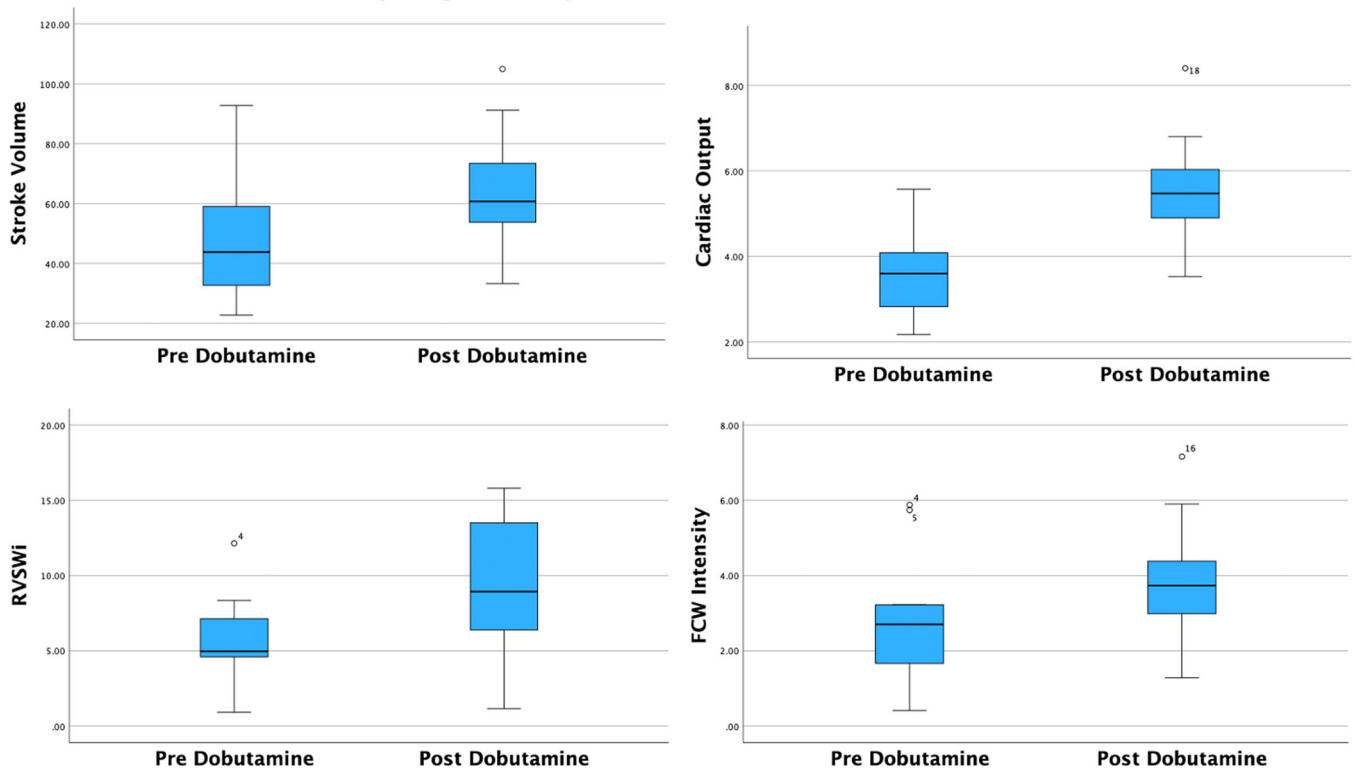 120.00
100.00
80.00
60.00
40.00
20.00
Stroke Volume
Pre Dobutamine
Post Dobutamine
8.00
6.00
4.00
2.00
Cardiac Output
18
Pre Dobutamine
Post Dobutamine
20.00
15.00
10.00
5.00
.00
RVSWi
4
Pre Dobutamine
Post Dobutamine
8.00
6.00
4.00
2.00
.00
FCW Intensity
4
5
16
Pre Dobutamine
Post Dobutamine